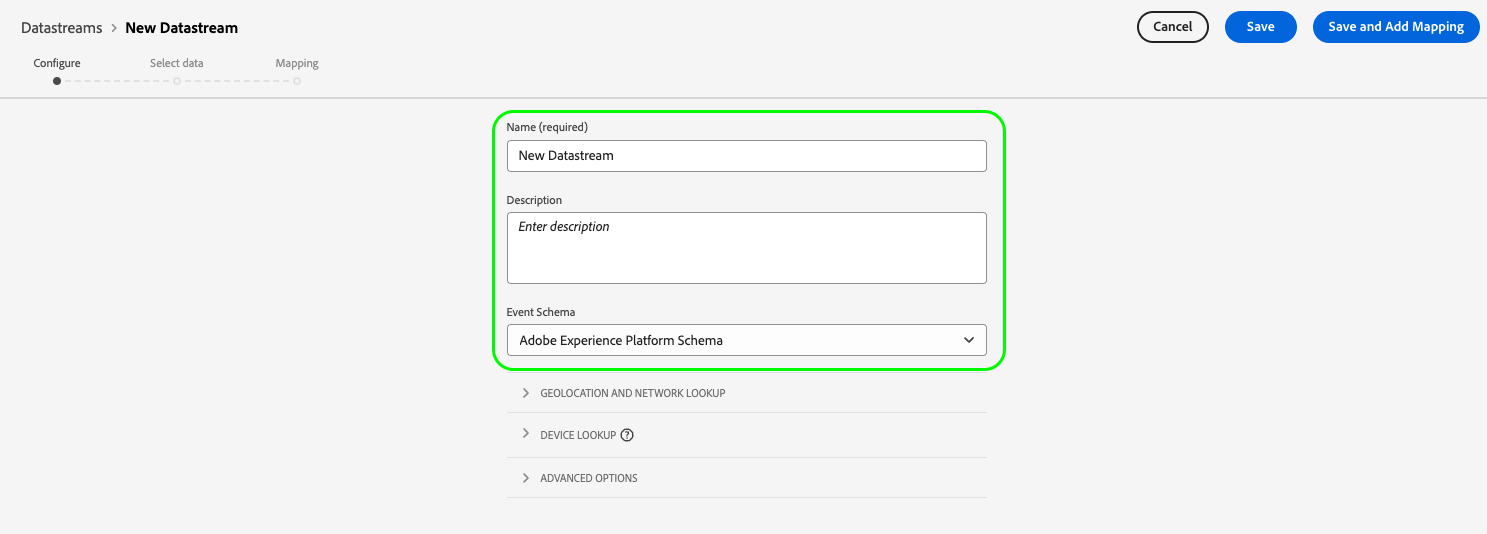 Datastreams > New Datastream
Cancel
Save
Save and Add Mapping
Configure
Select data
Mapping
Name (required)
New Datastream
Description
Enter description
Event Schema
Adobe Experience Platform Schema
GEOLOCATION AND NETWORK LOOKUP
DEVICE LOOKUP ?
ADVANCED OPTIONS